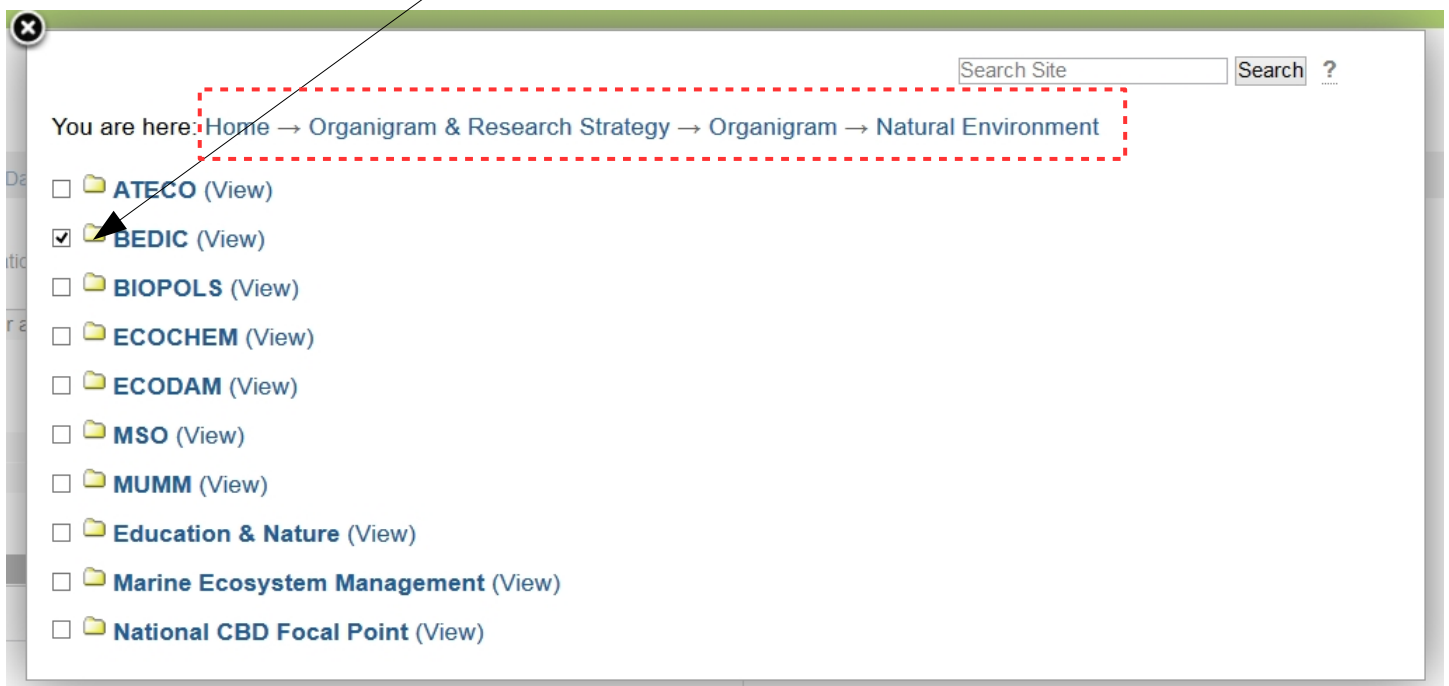 Search Site Search ?
You are here: Home → Organigram & Research Strategy → Organigram → Natural Environment
ATECO (View)
BEDIC (View)
BIOPOLS (View)
ECOCHEM (View)
ECODAM (View)
MSO (View)
MUMM (View)
Education & Nature (View)
Marine Ecosystem Management (View)
National CBD Focal Point (View)